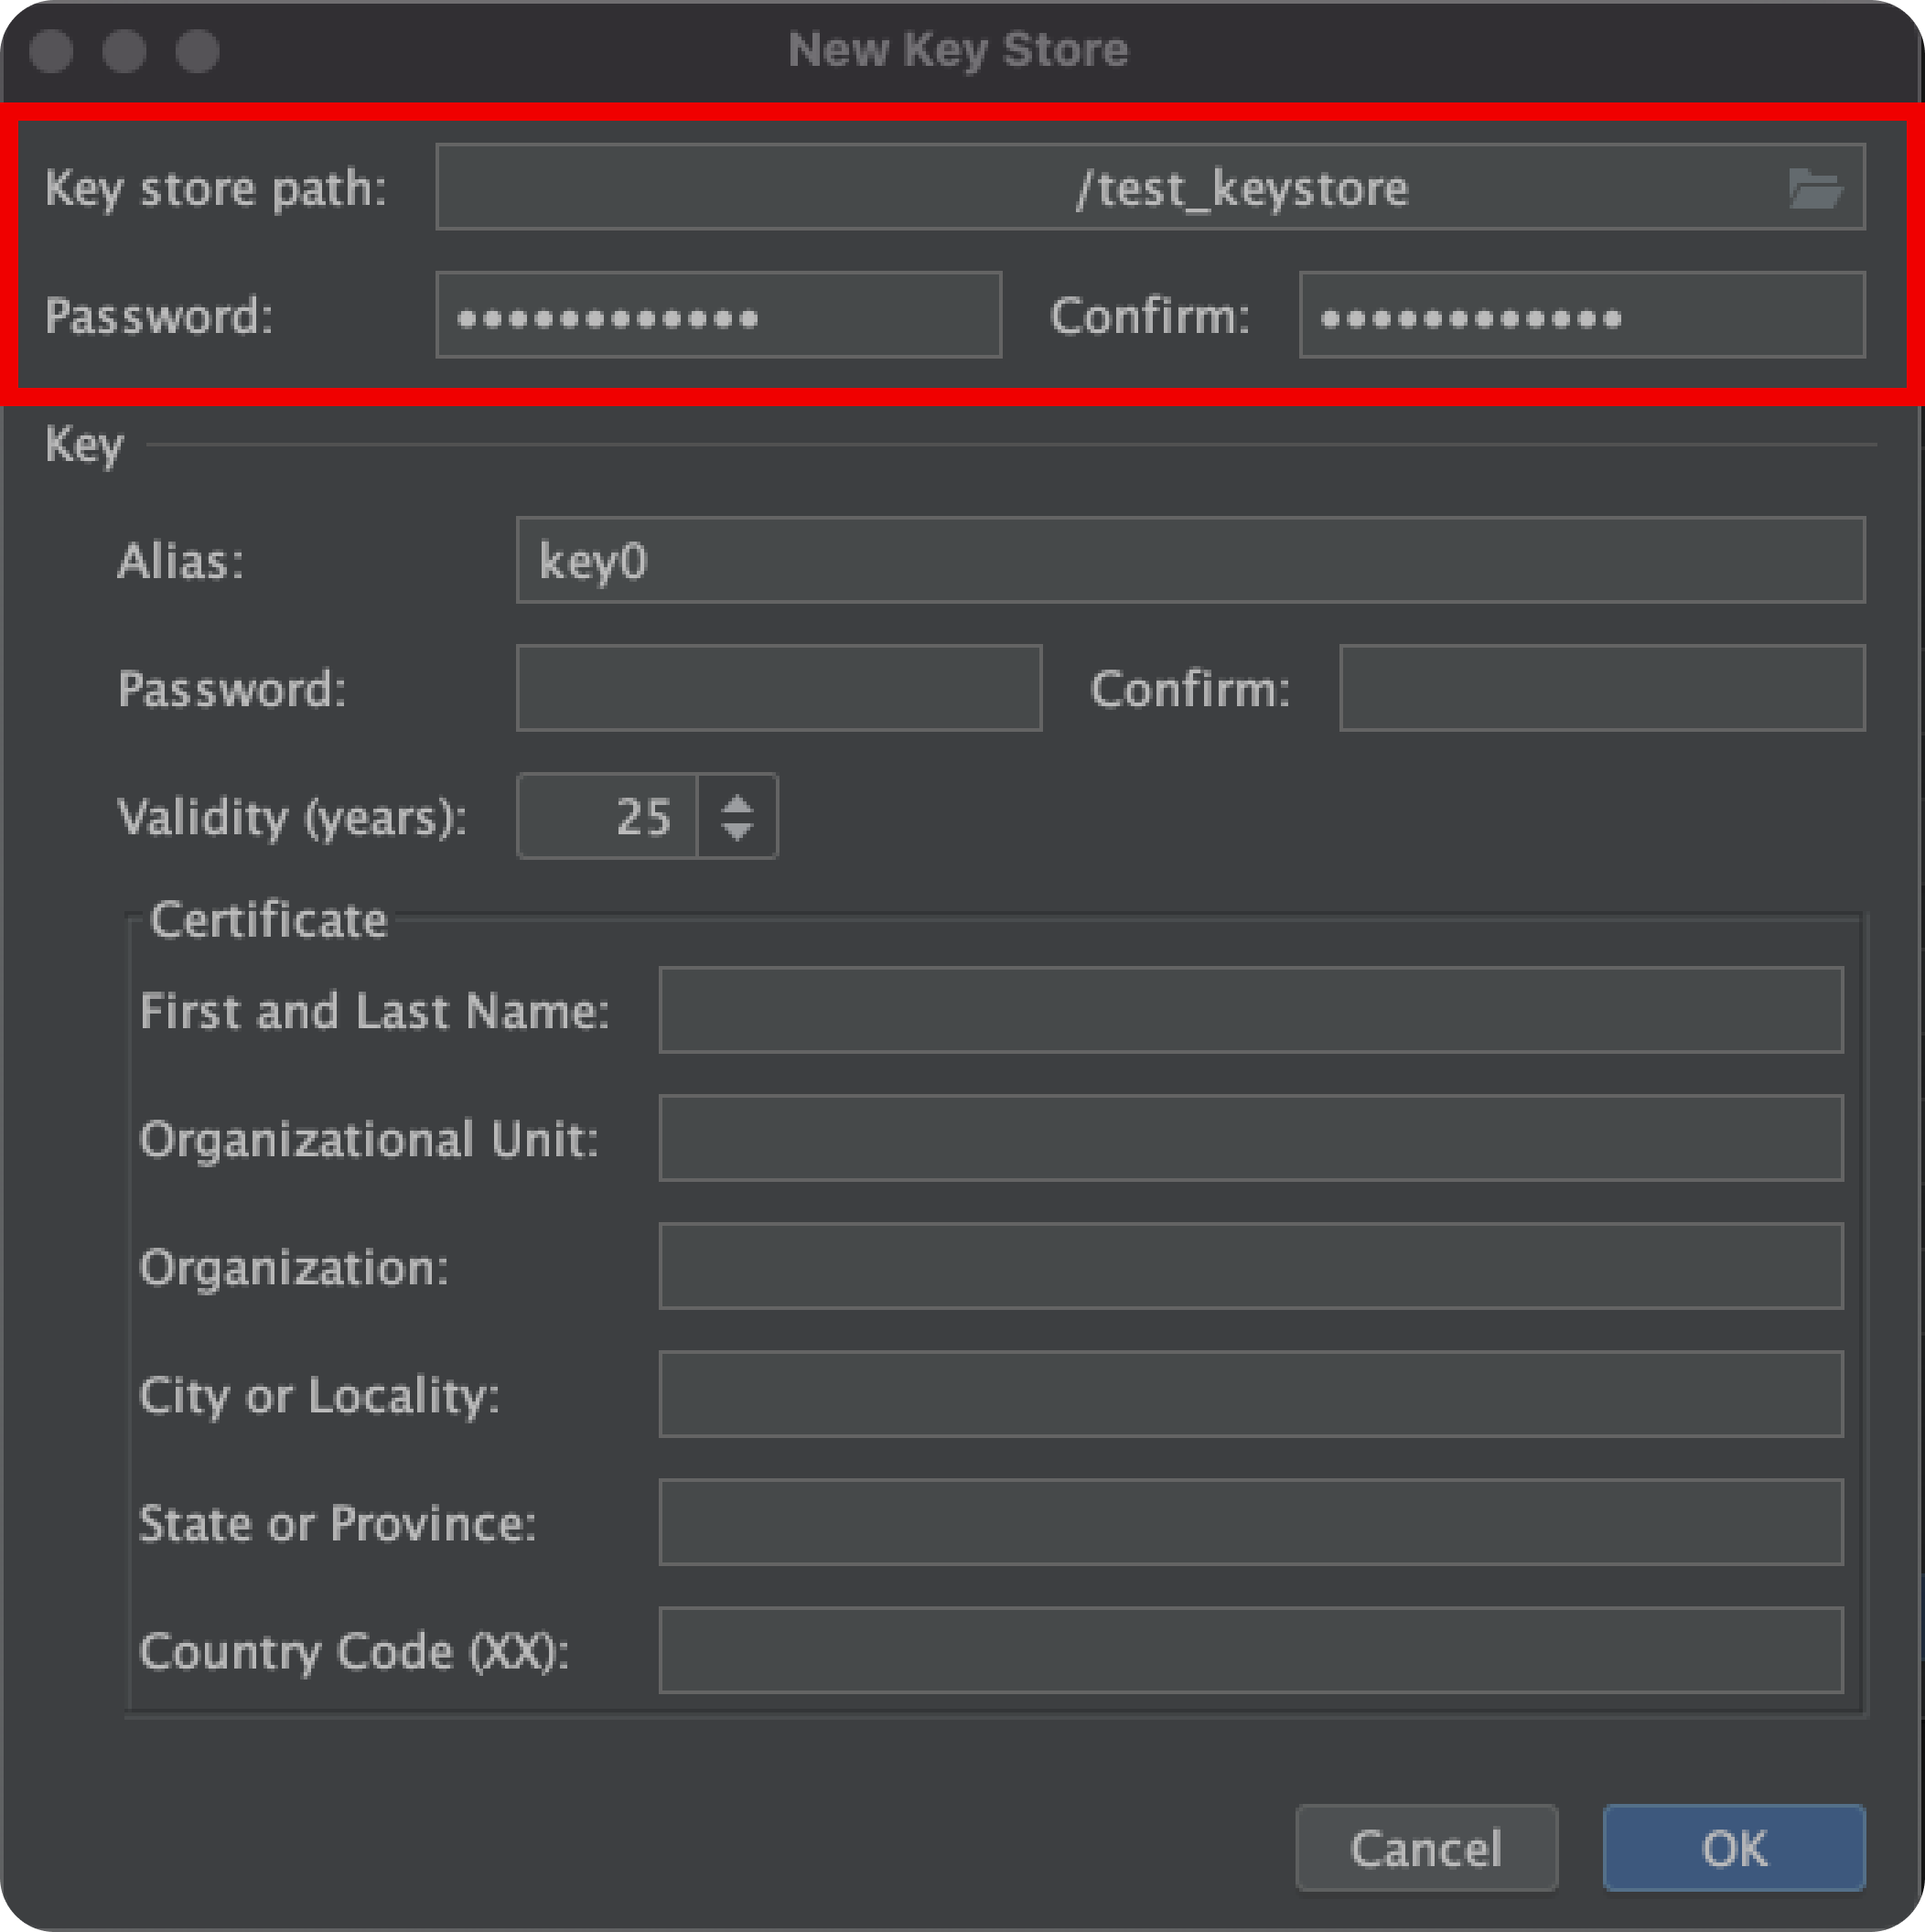 New Key Store
Key store path: /test_keystore
Password: •••••••••••• Confirm: ••••••••••••
Key
Alias: key0
Password: Confirm:
Validity (years): 25
Certificate
First and Last Name:
Organizational Unit:
Organization:
City or Locality:
State or Province:
Country Code (XX):
Cancel OK